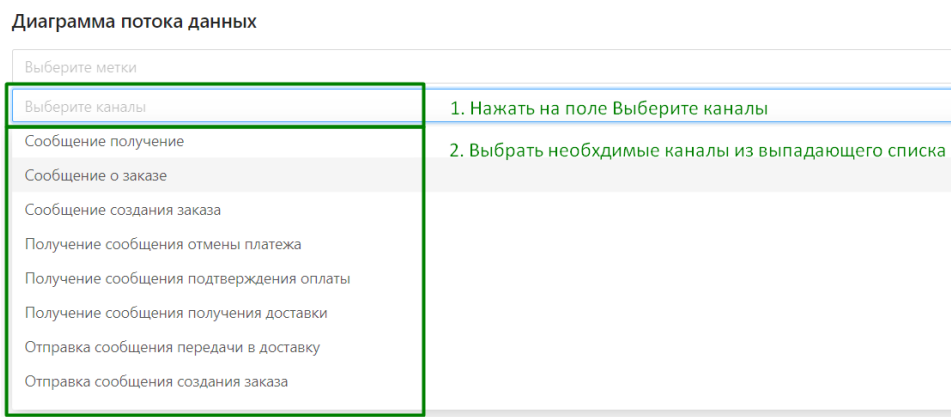 Диаграмма потока данных
Выберите метки
Выберите каналы
1. Нажать на поле Выберите каналы
Сообщение получение
2. Выбрать необхдимые каналы из выпадающего списка
Сообщение о заказе
Сообщение создания заказа
Получение сообщения отмены платежа
Получение сообщения подтверждения оплаты
Получение сообщения получения доставки
Отправка сообщения передачи в доставку
Отправка сообщения создания заказа